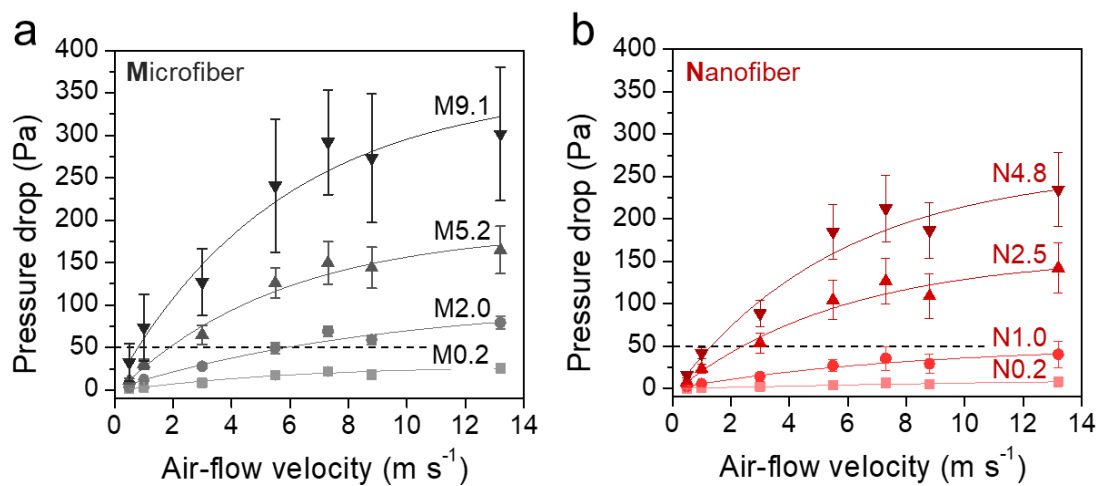 a
Microfiber
Pressure drop (Pa)
400
350
300
250
200
150
100
50
0
M9.1
M5.2
M2.0
M0.2
0 2 4 6 8 10 12 14
Air-flow velocity (m s⁻¹)
b
Nanofiber
Pressure drop (Pa)
400
350
300
250
200
150
100
50
0
N4.8
N2.5
N1.0
N0.2
0 2 4 6 8 10 12 14
Air-flow velocity (m s⁻¹)